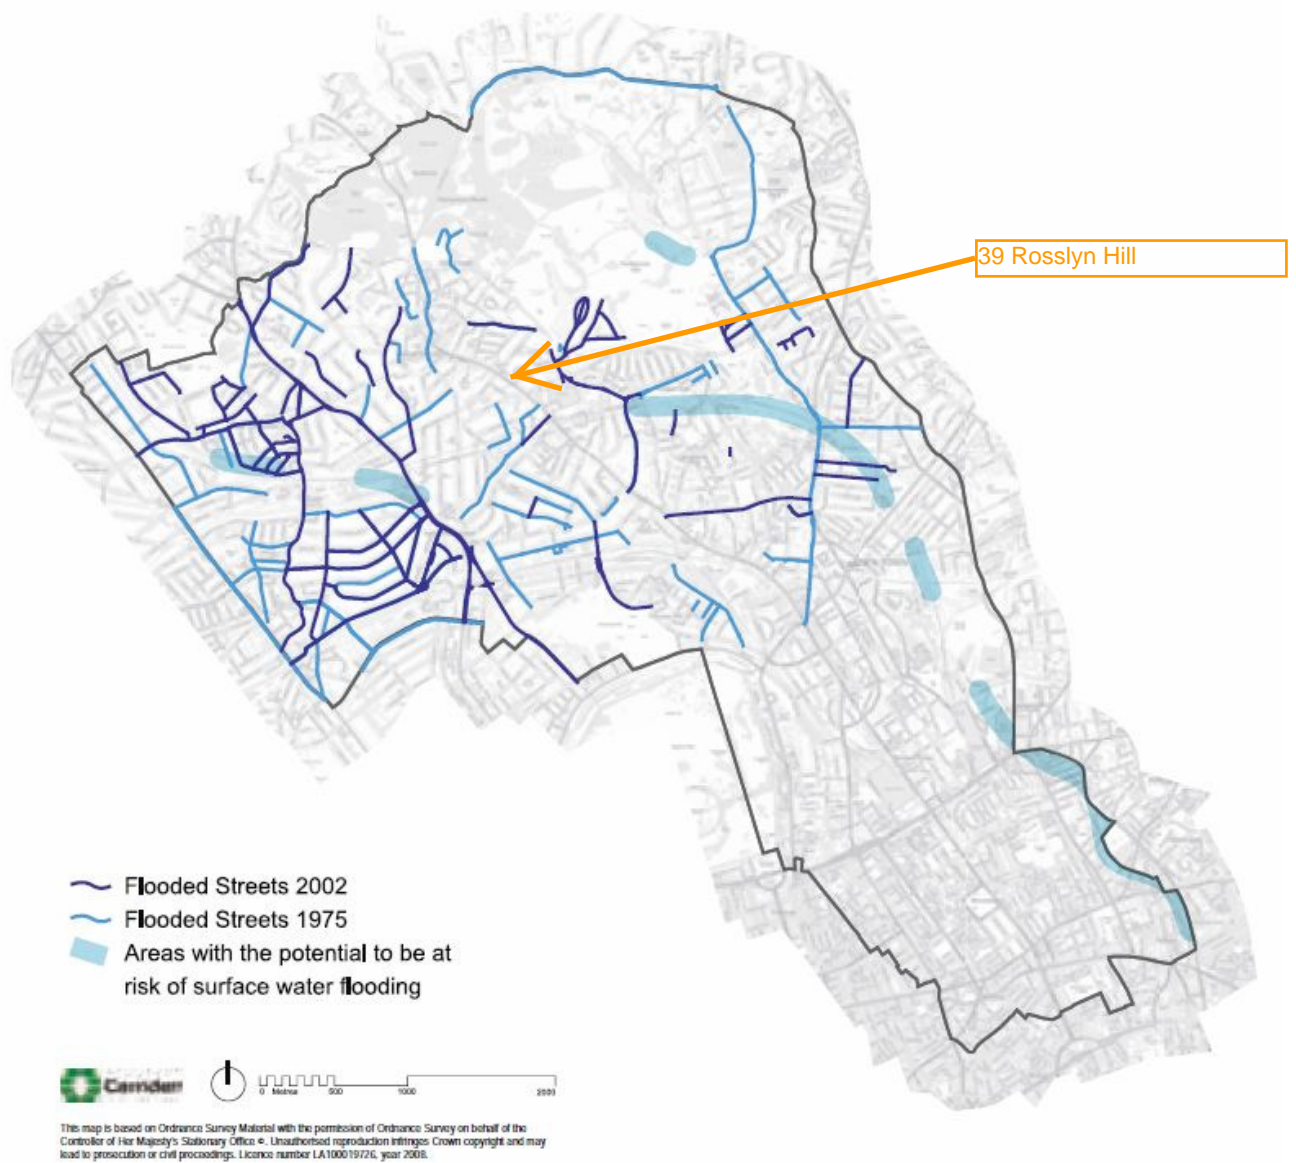 39 Rosslyn Hill
Flooded Streets 2002
Flooded Streets 1975
Areas with the potential to be at
risk of surface water flooding
Camden
0 Metres 500 1000 2000
This map is based on Ordnance Survey Material with the permission of Ordnance Survey on behalf of the
Controller of Her Majesty's Stationary Office ©. Unauthorised reproduction infringes Crown copyright and may
lead to prosecution or civil proceedings. Licence number LA100019726, year 2008.